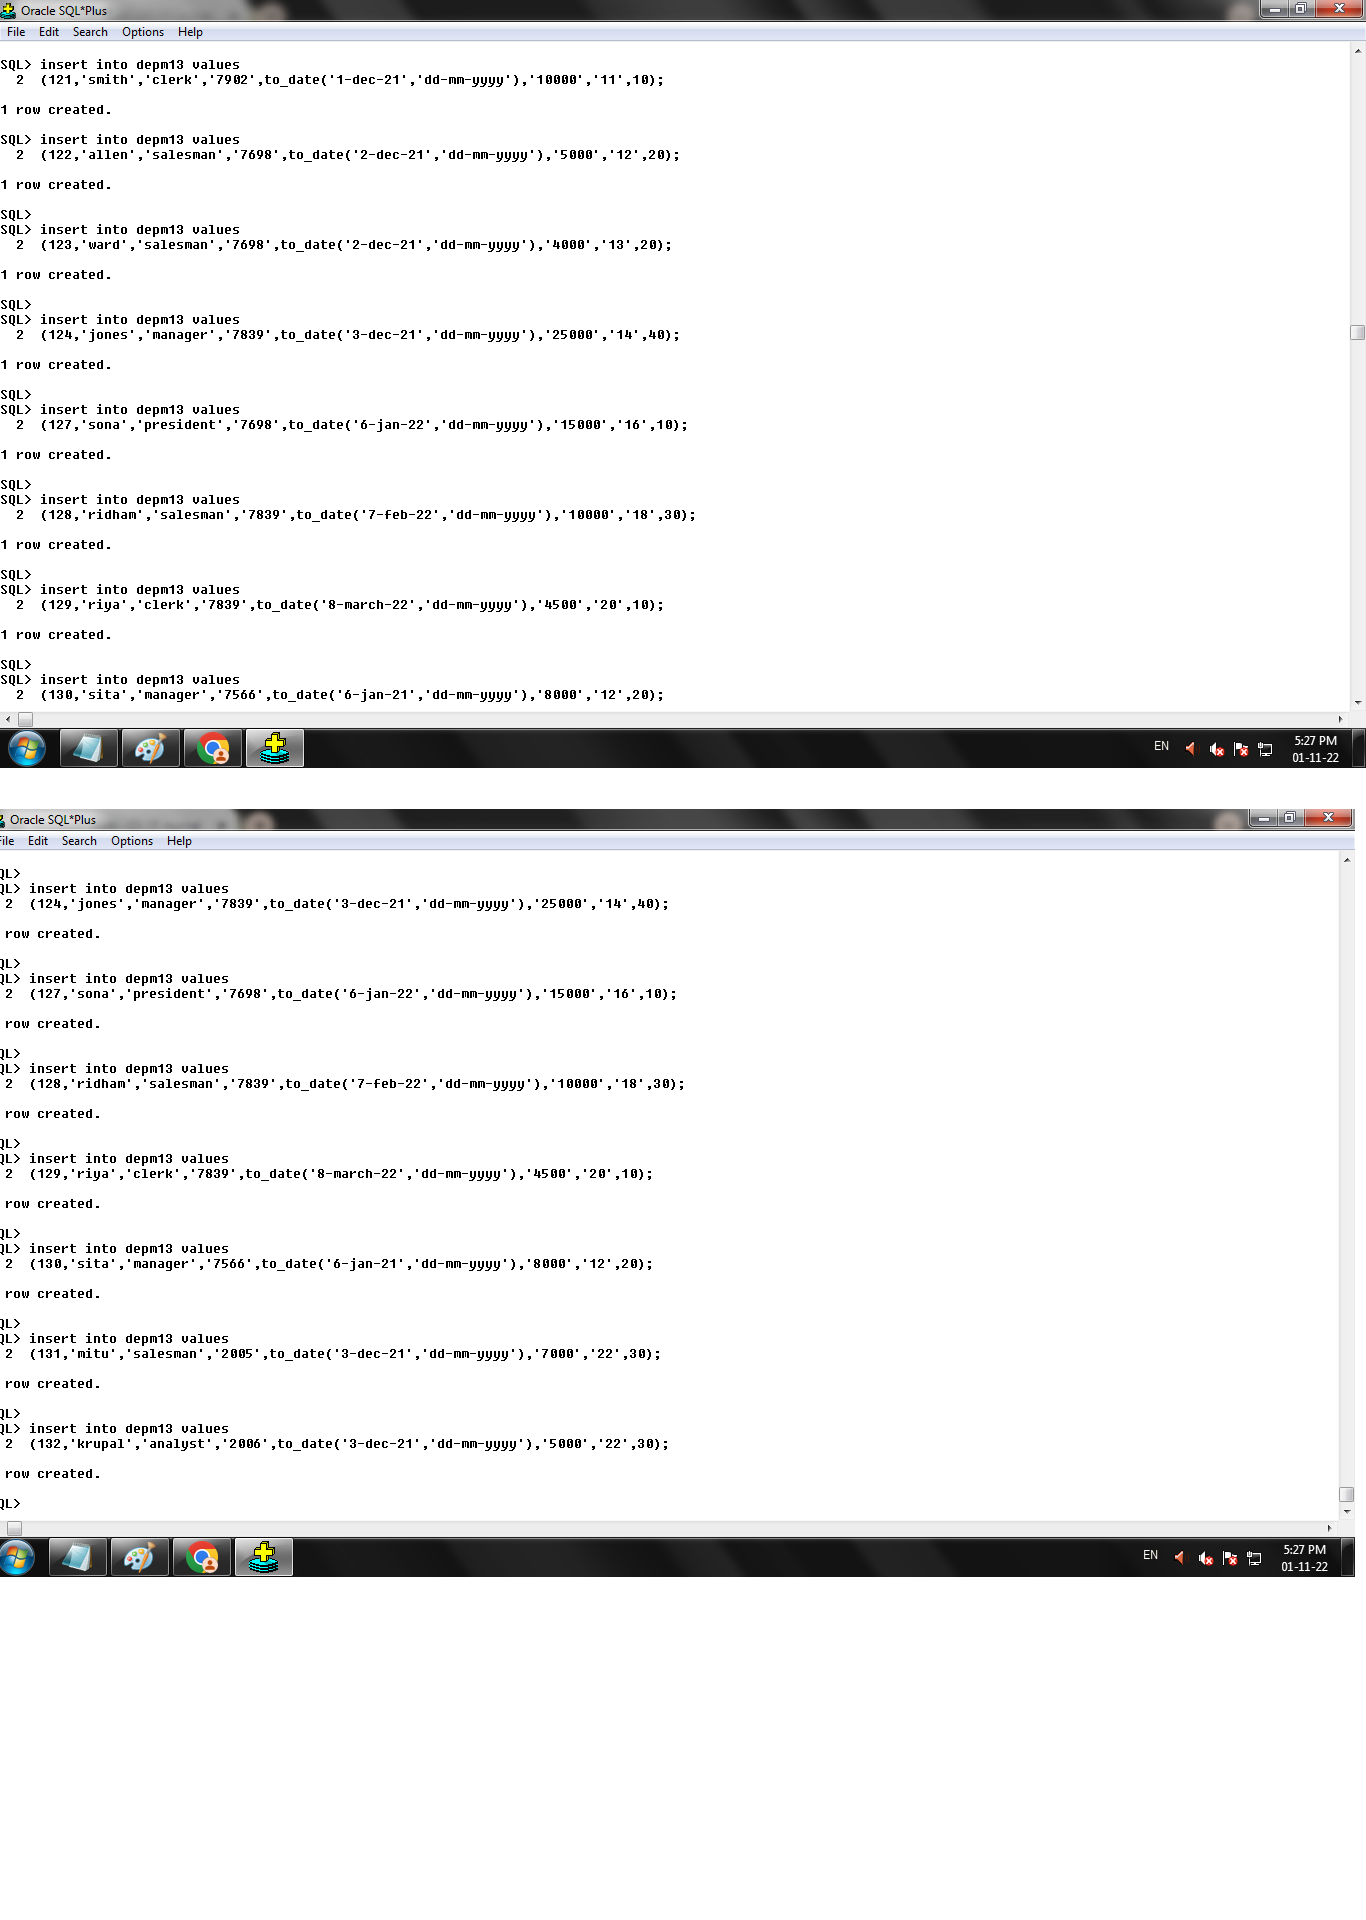 Oracle SQL*Plus
File Edit Search Options Help
SQL> insert into depm13 values
2 (121,'smith','clerk','7902',to_date('1-dec-21','dd-mm-yyyy'),'10000','11',10);
1 row created.
SQL> insert into depm13 values
2 (122,'allen','salesman','7698',to_date('2-dec-21','dd-mm-yyyy'),'5000','12',20);
1 row created.
SQL>
SQL> insert into depm13 values
2 (123,'ward','salesman','7698',to_date('2-dec-21','dd-mm-yyyy'),'4000','13',20);
1 row created.
SQL>
SQL> insert into depm13 values
2 (124,'jones','manager','7839',to_date('3-dec-21','dd-mm-yyyy'),'25000','14',40);
1 row created.
SQL>
SQL> insert into depm13 values
2 (127,'sona','president','7698',to_date('6-jan-22','dd-mm-yyyy'),'15000','16',10);
1 row created.
SQL>
SQL> insert into depm13 values
2 (128,'ridham','salesman','7839',to_date('7-feb-22','dd-mm-yyyy'),'10000','18',30);
1 row created.
SQL>
SQL> insert into depm13 values
2 (129,'riya','clerk','7839',to_date('8-march-22','dd-mm-yyyy'),'4500','20',10);
1 row created.
SQL>
SQL> insert into depm13 values
2 (130,'sita','manager','7566',to_date('6-jan-21','dd-mm-yyyy'),'8000','12',20);
EN 5:27 PM
01-11-22
Oracle SQL*Plus
ile Edit Search Options Help
QL>
QL> insert into depm13 values
2 (124,'jones','manager','7839',to_date('3-dec-21','dd-mm-yyyy'),'25000','14',40);
row created.
QL>
QL> insert into depm13 values
2 (127,'sona','president','7698',to_date('6-jan-22','dd-mm-yyyy'),'15000','16',10);
row created.
QL>
QL> insert into depm13 values
2 (128,'ridham','salesman','7839',to_date('7-feb-22','dd-mm-yyyy'),'10000','18',30);
row created.
QL>
QL> insert into depm13 values
2 (129,'riya','clerk','7839',to_date('8-march-22','dd-mm-yyyy'),'4500','20',10);
row created.
QL>
QL> insert into depm13 values
2 (130,'sita','manager','7566',to_date('6-jan-21','dd-mm-yyyy'),'8000','12',20);
row created.
QL>
QL> insert into depm13 values
2 (131,'mitu','salesman','2005',to_date('3-dec-21','dd-mm-yyyy'),'7000','22',30);
row created.
QL>
QL> insert into depm13 values
2 (132,'krupal','analyst','2006',to_date('3-dec-21','dd-mm-yyyy'),'5000','22',30);
row created.
QL>
EN 5:27 PM
01-11-22